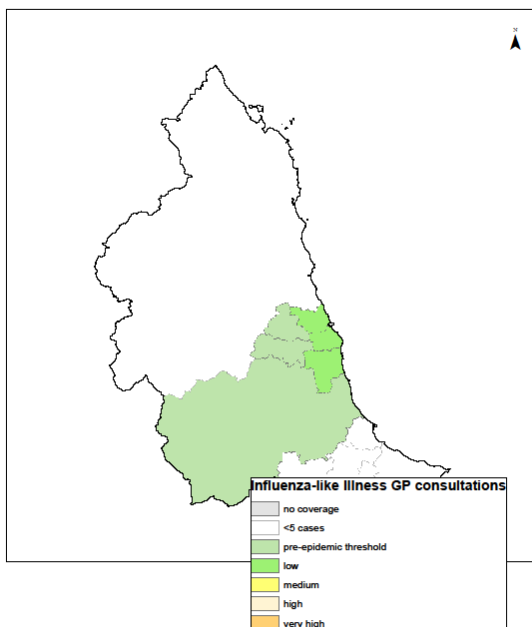 N
Influenza-like Illness GP consultations
no coverage
<5 cases
pre-epidemic threshold
low
medium
high
very high